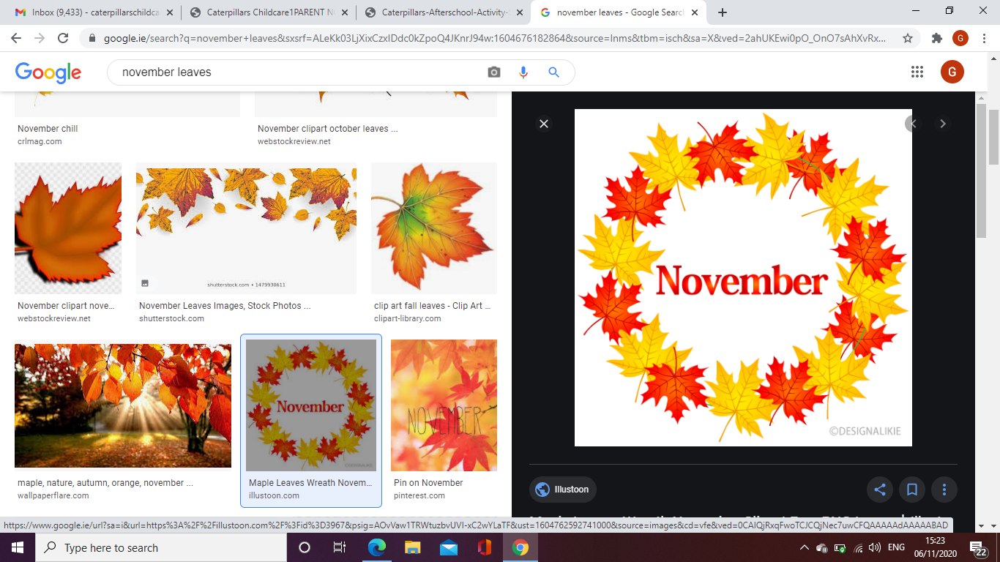 Inbox (9,433) - caterpillarschildca
Caterpillars Childcare1PARENT N
Caterpillars-Afterschool-Activity-
november leaves - Google Searc
google.ie/search?q=november+leaves&sxsrf=ALeKk03LjXixCzxIDdc0kZpoQ4JKnrJ94w:1604676182864&source=lnms&tbm=isch&sa=X&ved=2ahUKEwi0pO_OnO7sAhXvRx...
G
Google
november leaves
G
November chill
crlmag.com
November clipart october leaves ...
webstockreview.net
shutterstock.com • 1479930611
November clipart nove...
webstockreview.net
November Leaves Images, Stock Photos ...
shutterstock.com
clip art fall leaves - Clip Art ...
clipart-library.com
November
©DESIGNALIKIE
NOVEMBER
maple, nature, autumn, orange, november ...
wallpaperflare.com
Maple Leaves Wreath Novem...
illustoon.com
Pin on November
pinterest.com
November
©DESIGNALIKIE
Illustoon
https://www.google.ie/url?sa=i&url=https%3A%2F%2Fillustoon.com%2F%3Fid%3D3967&psig=AOvVaw1TRWtuzbvUVI-xC2wYLaTF&ust=1604762592741000&source=images&cd=vfe&ved=0CAIQjRxqFwoTCJCQjNec7uwCFQAAAAAdAAAAABAD
Type here to search
ENG
15:23
06/11/2020
22